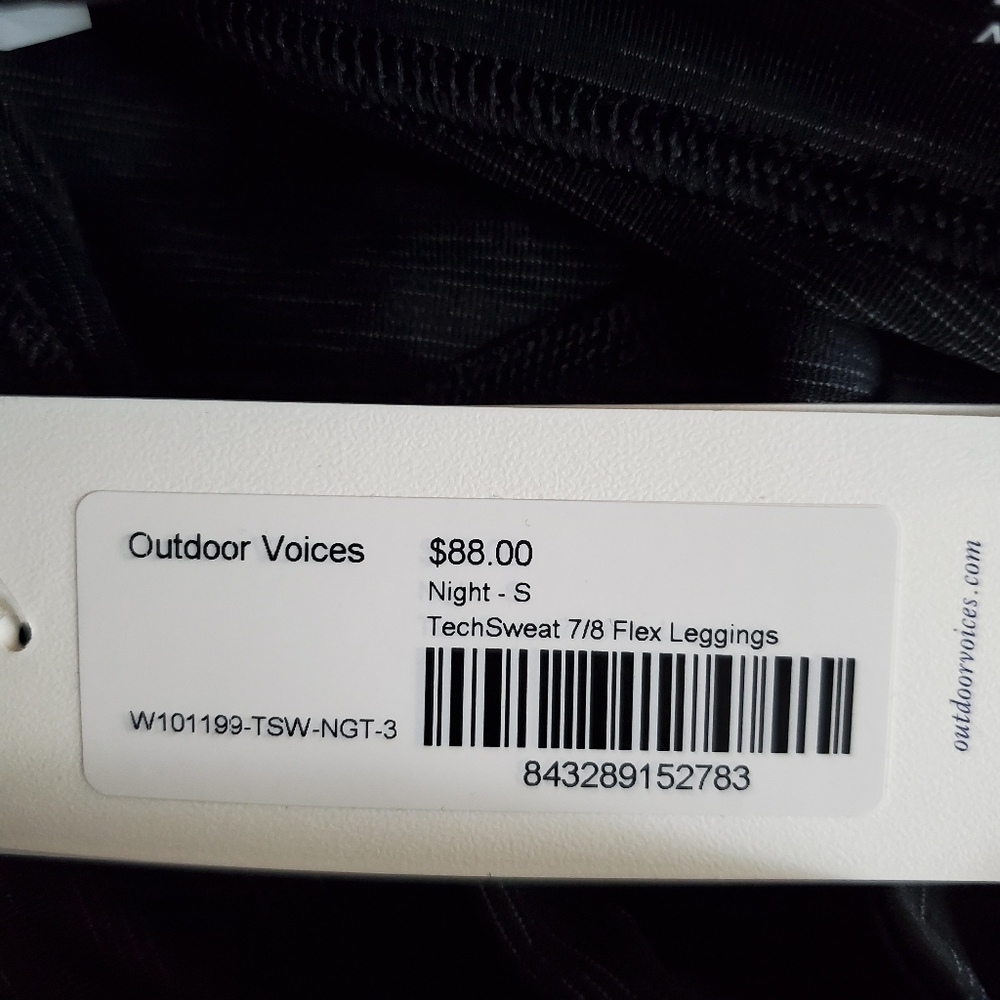 Outdoor Voices
$88.00
Night - S
TechSweat 7/8 Flex Leggings
W101199-TSW-NGT-3
843289152783
outdoorvoices.com